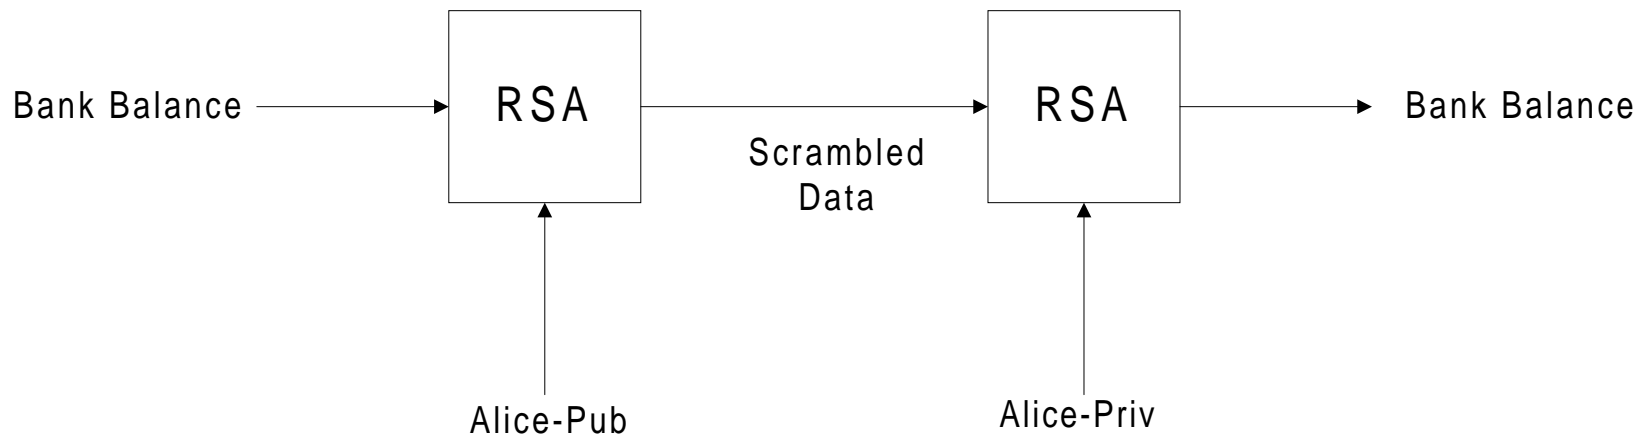 Bank Balance
RSA
Scrambled
Data
RSA
Bank Balance
Alice-Pub
Alice-Priv